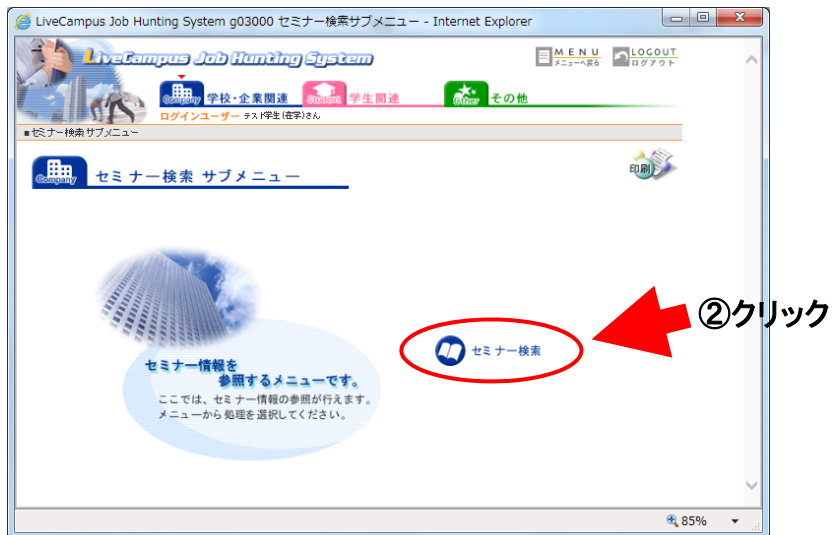 LiveCampus Job Hunting System g03000 セミナー検索サブメニュー - Internet Explorer
LiveCampus Job Hunting System
MENU
メニューへ戻る
LOGOUT
ログアウト
Company 学校・企業関連 Student 学生関連 Other その他
ログインユーザー テスト学生(在学)さん
■セミナー検索サブメニュー
Company セミナー検索 サブメニュー
印刷
②クリック
セミナー検索
セミナー情報を
参照するメニューです。
ここでは、セミナー情報の参照が行えます。
メニューから処理を選択してください。
85%